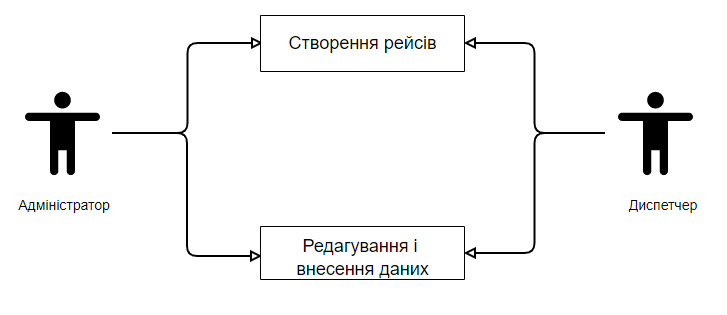 Створення рейсів
Адміністратор
Диспетчер
Редагування і
внесення даних